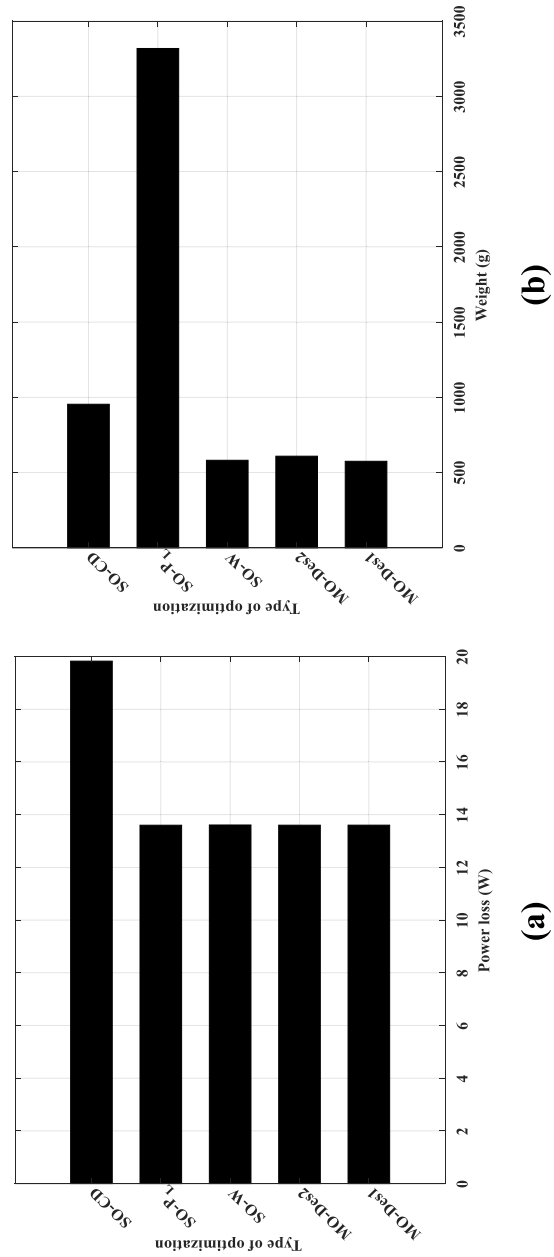 Type of optimization
SO-CD
SO-P_L
SO-W
MO-Des2
MO-Des1
0 2 4 6 8 10 12 14 16 18 20
Power loss (W)
(a)
Type of optimization
SO-CD
SO-P_L
SO-W
MO-Des2
MO-Des1
0 500 1000 1500 2000 2500 3000 3500
Weight (g)
(b)